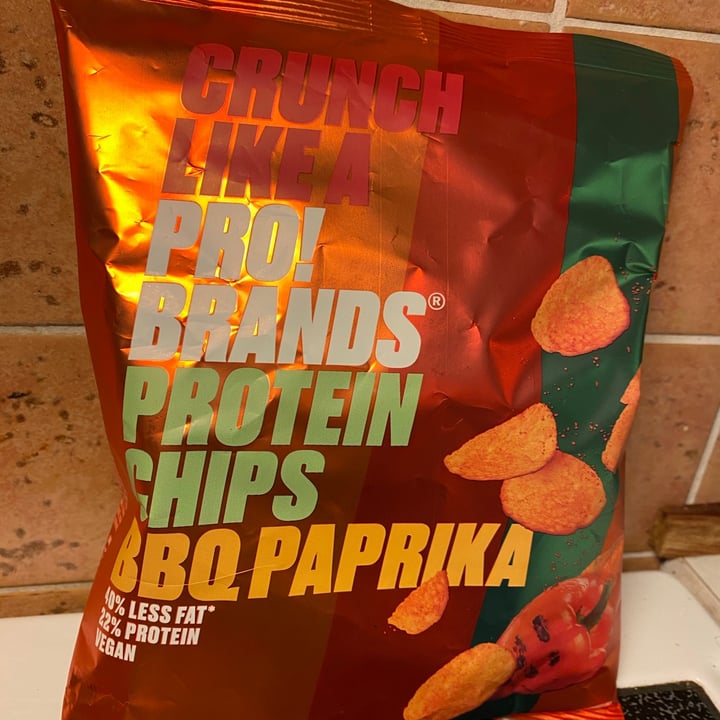 CRUNCH
LIKE A
PRO!
BRANDS®
PROTEIN
CHIPS
BBQ PAPRIKA
40% LESS FAT*
22% PROTEIN
VEGAN